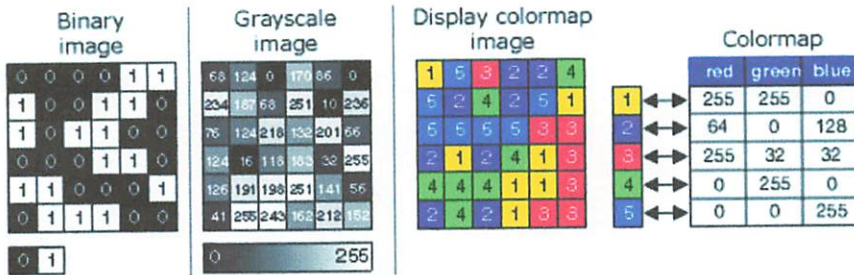 Binary image
Grayscale image
Display colormap image
Colormap
0 0 0 0 1 1
1 0 0 1 1 0
1 0 1 1 0 0
0 0 0 1 0 1
1 1 0 0 0 1
0 1 1 1 0 0
0 1
68 124 0 170 86 0
234 167 68 251 10 236
76 124 218 132 201 66
124 16 118 183 32 255
126 191 198 251 141 56
41 255 243 162 212 152
0 255
1 5 3 2 2 4
5 2 4 2 5 1
5 5 5 5 3 3
2 1 2 4 1 3
4 4 4 1 1 3
2 4 2 1 3 3
red green blue
1 255 255 0
2 64 0 128
3 255 32 32
4 0 255 0
5 0 0 255